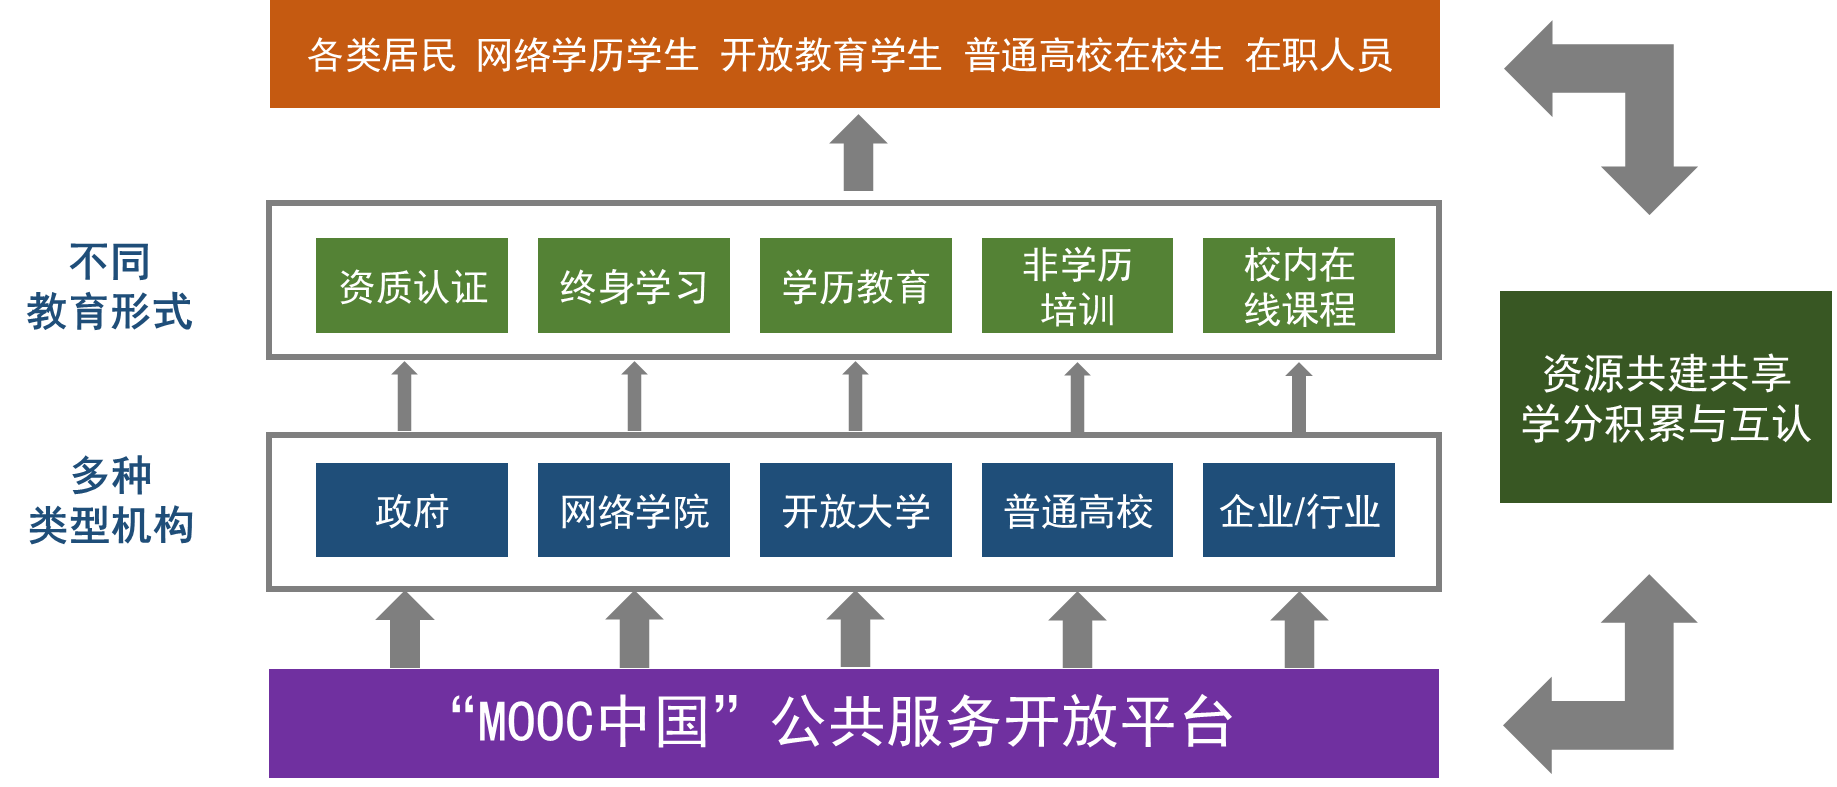 各类居民 网络学历学生 开放教育学生 普通高校在校生 在职人员
不同
教育形式
资质认证
终身学习
学历教育
非学历
培训
校内在
线课程
资源共建共享
学分积累与互认
多种
类型机构
政府
网络学院
开放大学
普通高校
企业/行业
“MOOC中国” 公共服务开放平台